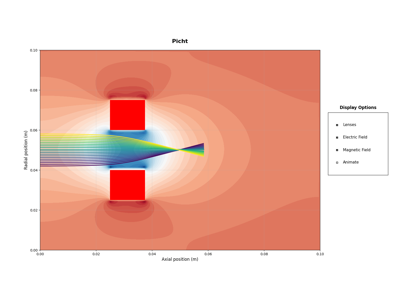 Picht
0.10
0.08
0.06
0.04
0.02
0.00
Radial position (m)
0.00
0.02
0.04
0.06
0.08
0.10
Axial position (m)
Display Options
Lenses
Electric Field
Magnetic Field
Animate